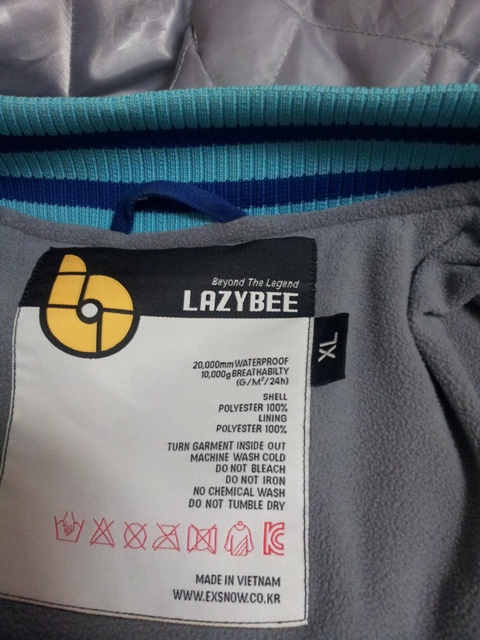 Beyond The Legend
LAZYBEE
XL
20,000mm WATERPROOF
10,000g BREATHABILTY
(G/M²/24h)
SHELL
POLYESTER 100%
LINING
POLYESTER 100%
TURN GARMENT INSIDE OUT
MACHINE WASH COLD
DO NOT BLEACH
DO NOT IRON
NO CHEMICAL WASH
DO NOT TUMBLE DRY
MADE IN VIETNAM
WWW.EXSNOW.CO.KR